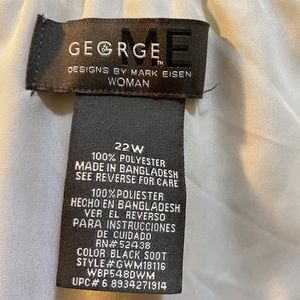 GEORGE ME
DESIGNS BY MARK EISEN
WOMAN
22W
100% POLYESTER
MADE IN BANGLADESH
SEE REVERSE FOR CARE
100%POLIESTER
HECHO EN BANGLADESH
VER EL REVERSO
PARA INSTRUCCIONES
DE CUIDADO
RN#52438
COLOR BLACK SOOT
STYLE#GWM18116
WBP548DWM
UPC# 6 8934271914